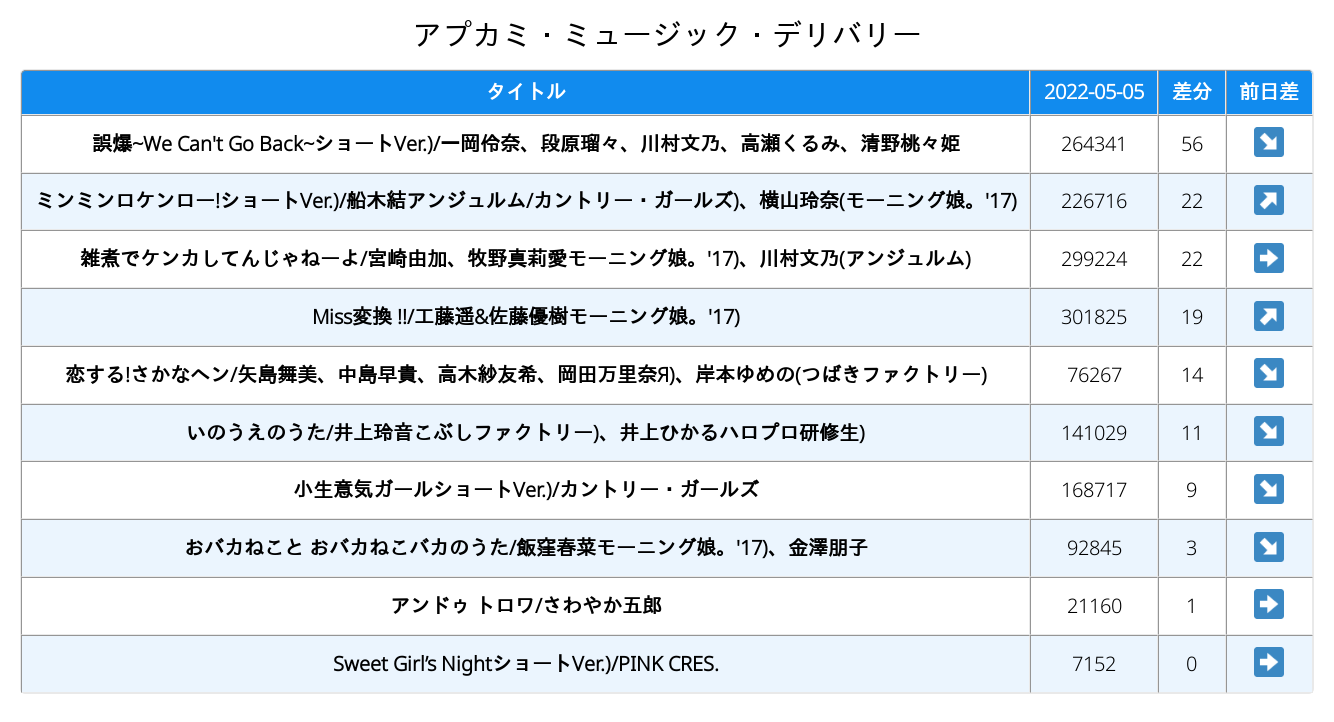 アプカミ・ミュージック・デリバリー
タイトル 2022-05-05 差分 前日差
誤爆~We Can't Go Back~ショートVer.)/一岡伶奈、段原瑠々、川村文乃、高瀬くるみ、清野桃々姫 264341 56 ↘
ミンミンロケンロー!ショートVer.)/船木結アンジュルム/カントリー・ガールズ)、横山玲奈(モーニング娘。'17) 226716 22 ↗
雑煮でケンカしてんじゃねーよ/宮崎由加、牧野真莉愛モーニング娘。'17)、川村文乃(アンジュルム) 299224 22 ➡
Miss変換 !!/工藤遥&佐藤優樹モーニング娘。'17) 301825 19 ↗
恋する!さかなヘン/矢島舞美、中島早貴、高木紗友希、岡田万里奈Я)、岸本ゆめの(つばきファクトリー) 76267 14 ↘
いのうえのうた/井上玲音こぶしファクトリー)、井上ひかるハロプロ研修生) 141029 11 ↘
小生意気ガールショートVer.)/カントリー・ガールズ 168717 9 ↘
おバカねこと おバカねこバカのうた/飯窪春菜モーニング娘。'17)、金澤朋子 92845 3 ↘
アンドゥ トロワ/さわやか五郎 21160 1 ➡
Sweet Girl’s NightショートVer.)/PINK CRES. 7152 0 ➡